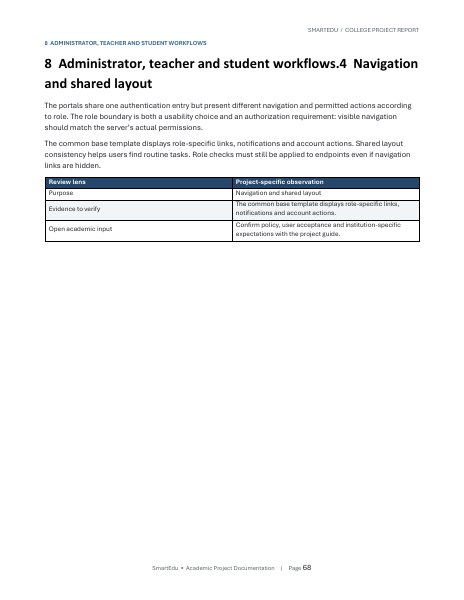 SMARTEDU / COLLEGE PROJECT REPORT
8 ADMINISTRATOR, TEACHER AND STUDENT WORKFLOWS
8 Administrator, teacher and student workflows.4 Navigation
and shared layout
The portals share one authentication entry but present different navigation and permitted actions according
to role. The role boundary is both a usability choice and an authorization requirement: visible navigation
should match the server's actual permissions.
The common base template displays role-specific links, notifications and account actions. Shared layout
consistency helps users find routine tasks. Role checks must still be applied to endpoints even if navigation
links are hidden.
Review lens Project-specific observation
Purpose Navigation and shared layout
Evidence to verify The common base template displays role-specific links,
notifications and account actions.
Open academic input Confirm policy, user acceptance and institution-specific
expectations with the project guide.
SmartEdu • Academic Project Documentation | Page 68